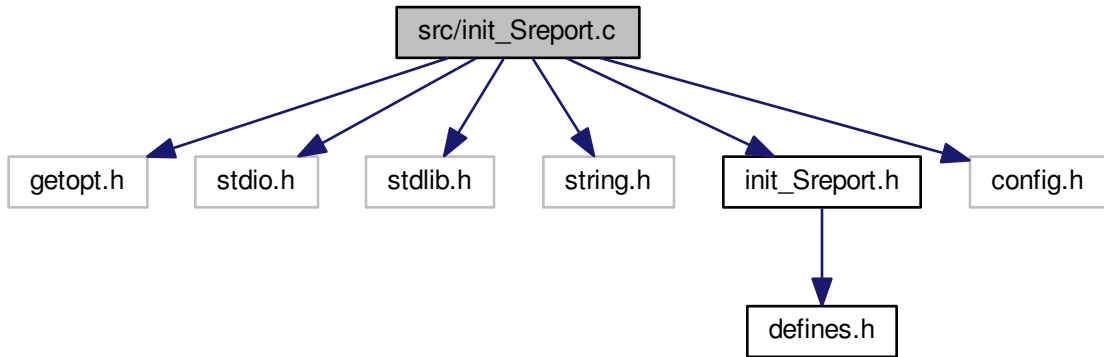 src/init_Sreport.c
getopt.h
stdio.h
stdlib.h
string.h
init_Sreport.h
config.h
defines.h